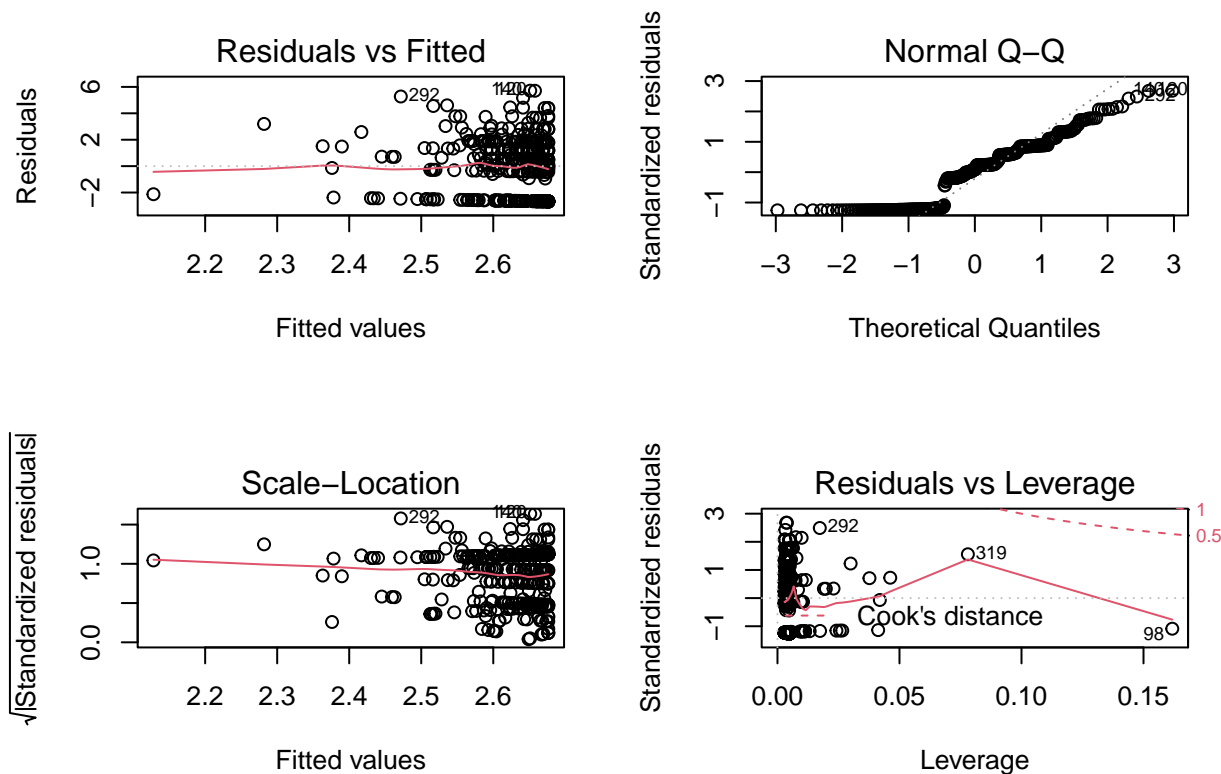 Residuals vs Fitted
Residuals
6
2
−2
292
2.2 2.3 2.4 2.5 2.6
Fitted values
Normal Q−Q
Standardized residuals
3
1
−1
−3 −2 −1 0 1 2 3
Theoretical Quantiles
Scale−Location
√|Standardized residuals|
1.0
0.0
292
2.2 2.3 2.4 2.5 2.6
Fitted values
Residuals vs Leverage
Standardized residuals
3
1
−1
292
319
98
1
0.5
Cook's distance
0.00 0.05 0.10 0.15
Leverage